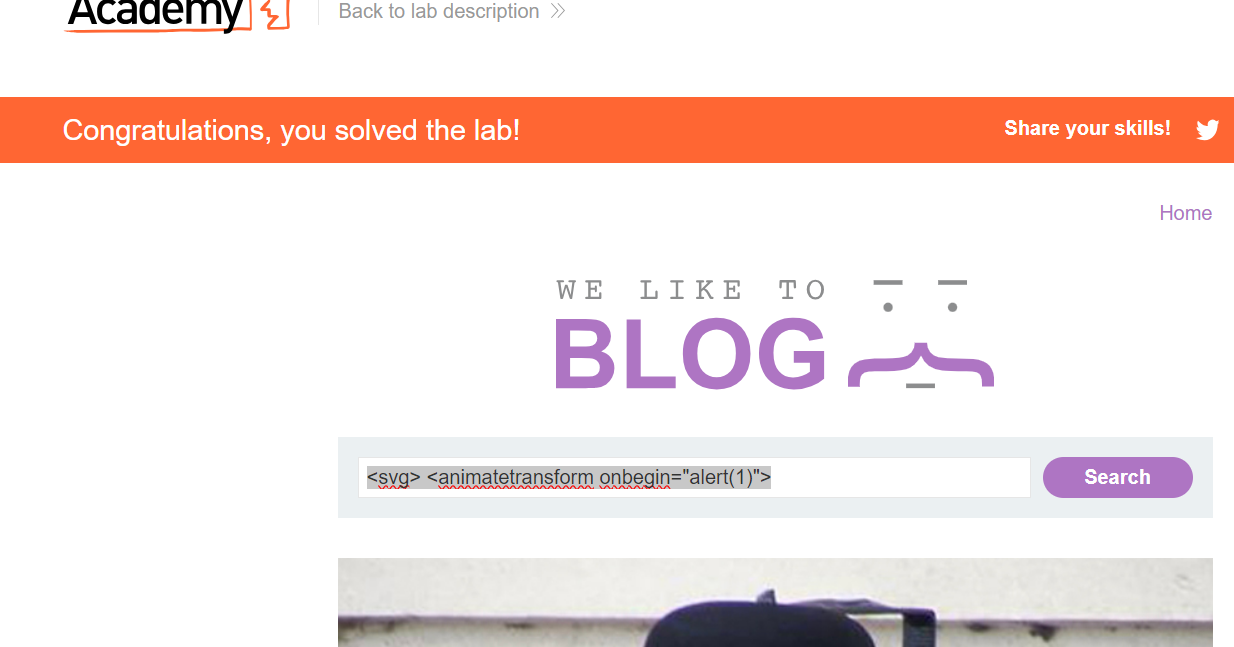 Academy
Back to lab description
Congratulations, you solved the lab!
Share your skills!
Home
WE LIKE TO
BLOG
<svg> <animatetransform onbegin="alert(1)">
Search